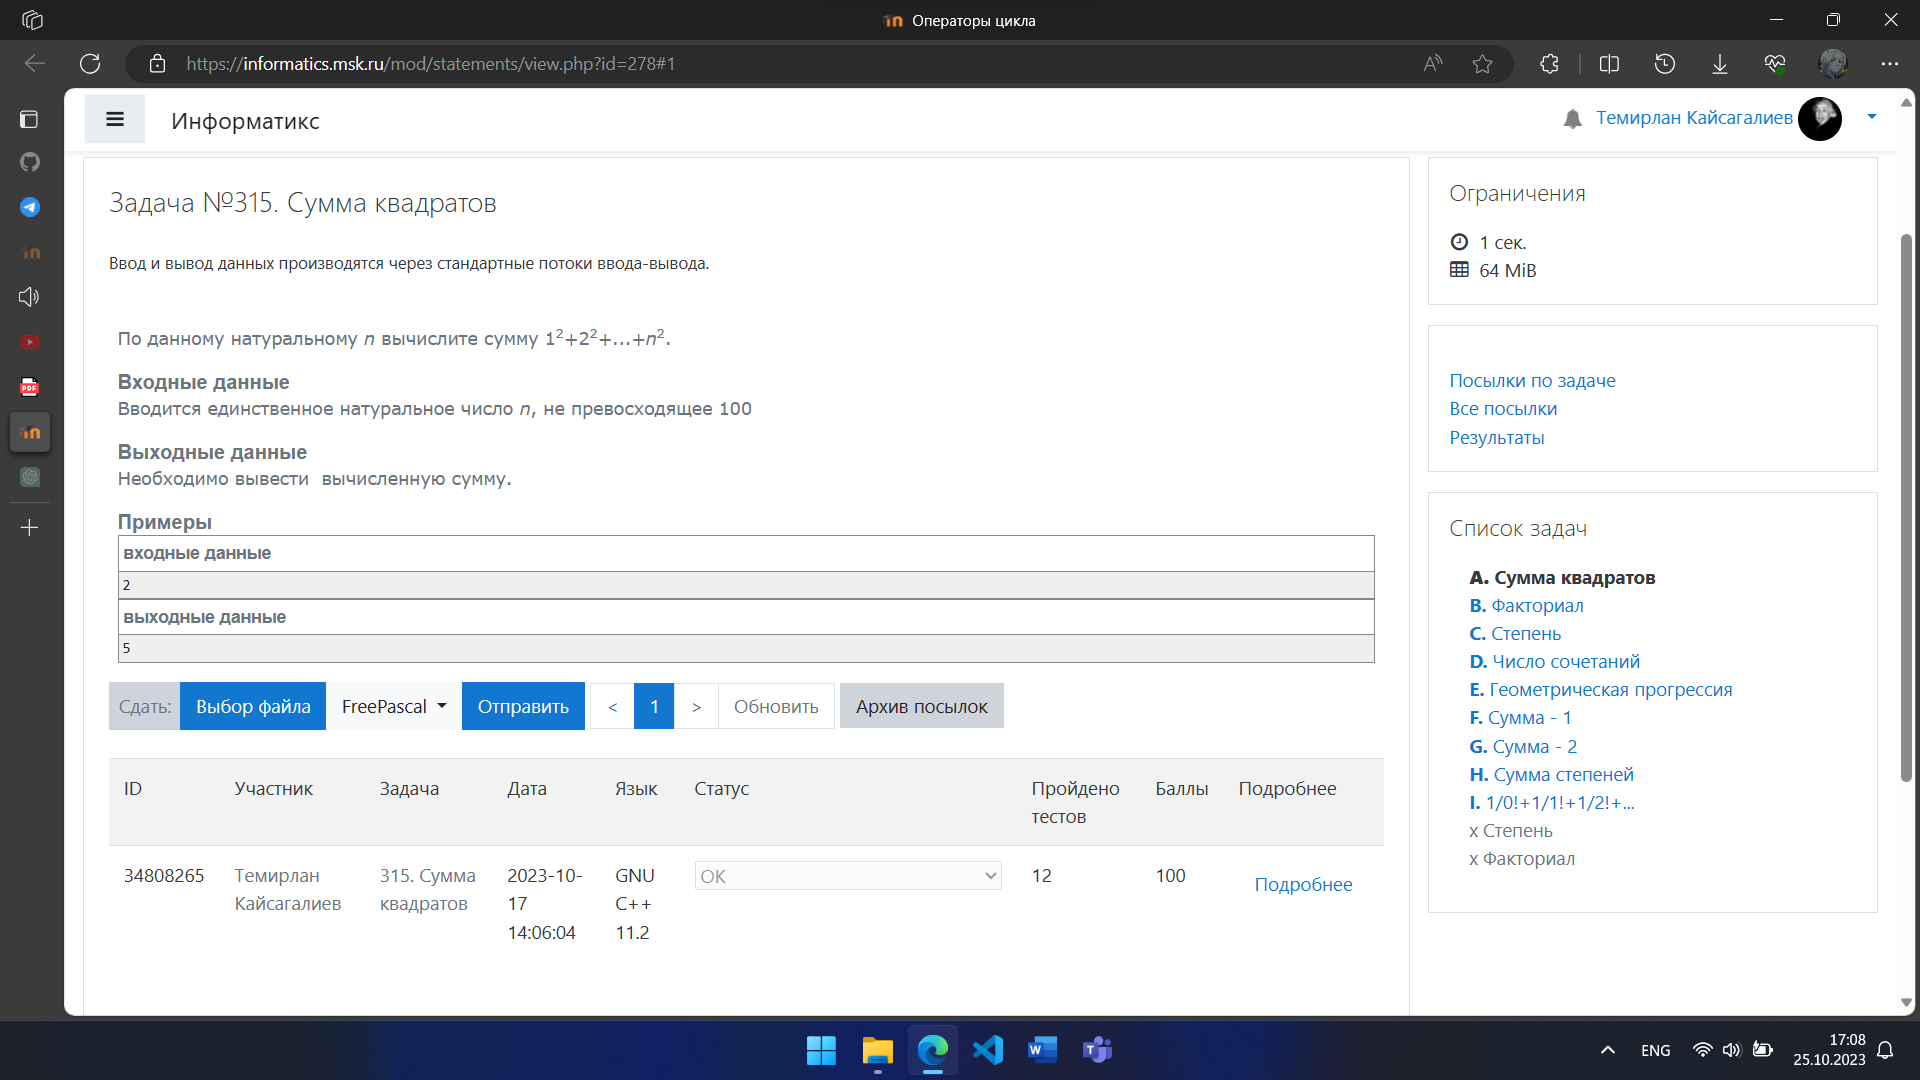 Операторы цикла
https://informatics.msk.ru/mod/statements/view.php?id=278#1
Информатикс
Темирлан Кайсагалиев
Задача №315. Сумма квадратов
Ввод и вывод данных производятся через стандартные потоки ввода-вывода.
По данному натуральному n вычислите сумму 1²+2²+...+n².
Входные данные
Вводится единственное натуральное число n, не превосходящее 100
Выходные данные
Необходимо вывести вычисленную сумму.
Примеры
входные данные
2
выходные данные
5
Сдать: Выбор файла FreePascal Отправить < 1 > Обновить Архив посылок
ID Участник Задача Дата Язык Статус Пройдено тестов Баллы Подробнее
34808265 Темирлан Кайсагалиев 315. Сумма квадратов 2023-10-17 14:06:04 GNU C++ 11.2 OK 12 100 Подробнее
Ограничения
1 сек.
64 MiB
Посылки по задаче
Все посылки
Результаты
Список задач
A. Сумма квадратов
B. Факториал
C. Степень
D. Число сочетаний
E. Геометрическая прогрессия
F. Сумма - 1
G. Сумма - 2
H. Сумма степеней
I. 1/0!+1/1!+1/2!+...
x Степень
x Факториал
PDF
ENG
17:08
25.10.2023